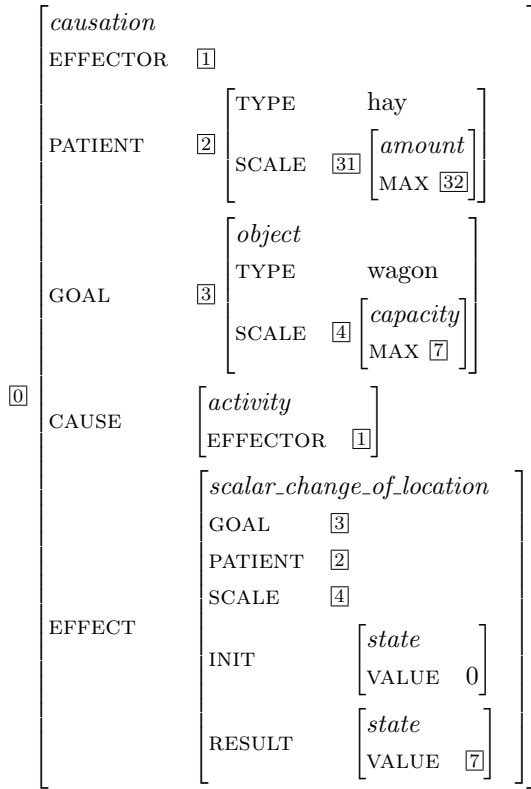 causation
EFFECTOR 1
TYPE hay
PATIENT 2
SCALE 31
amount
MAX 32
object
TYPE wagon
GOAL 3
SCALE 4
capacity
MAX 7
0
CAUSE
activity
EFFECTOR 1
scalar_change_of_location
GOAL 3
PATIENT 2
SCALE 4
EFFECT
INIT
state
VALUE 0
RESULT
state
VALUE 7